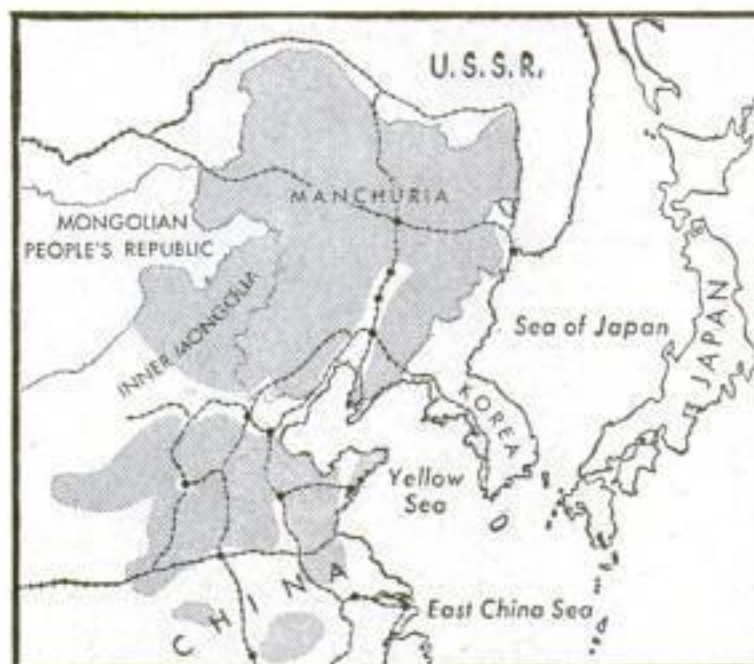 U.S.S.R.
MANCHURIA
MONGOLIAN
PEOPLE'S REPUBLIC
INNER MONGOLIA
Sea of Japan
JAPAN
KOREA
Yellow
Sea
CHINA
East China Sea